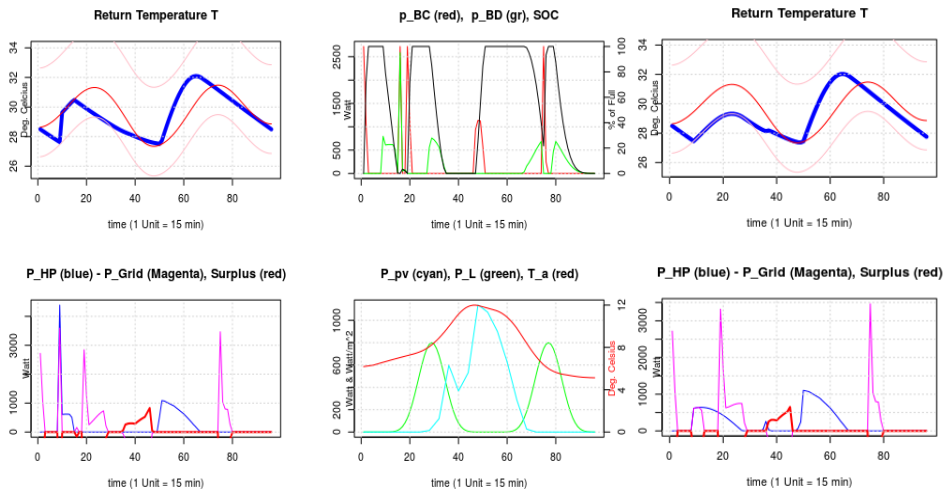 Return Temperature T
p_BC (red), p_BD (gr), SOC
Return Temperature T
Deg. Celsius
26 28 30 32 34
0 20 40 60 80
time (1 Unit = 15 min)
Watt
0 500 1500 2500
% of Full
0 20 40 60 80 100
0 20 40 60 80
time (1 Unit = 15 min)
Deg. Celsius
26 28 30 32 34
0 20 40 60 80
time (1 Unit = 15 min)
P_HP (blue) - P_Grid (Magenta), Surplus (red)
P_pv (cyan), P_L (green), T_a (red)
P_HP (blue) - P_Grid (Magenta), Surplus (red)
Watt
0 1000 3000
0 20 40 60 80
time (1 Unit = 15 min)
Watt & Watt/m^2
0 200 600 1000
Deg. Celsius
0 4 8 12
0 20 40 60 80
time (1 Unit = 15 min)
Watt
0 1000 2000 3000
0 20 40 60 80
time (1 Unit = 15 min)